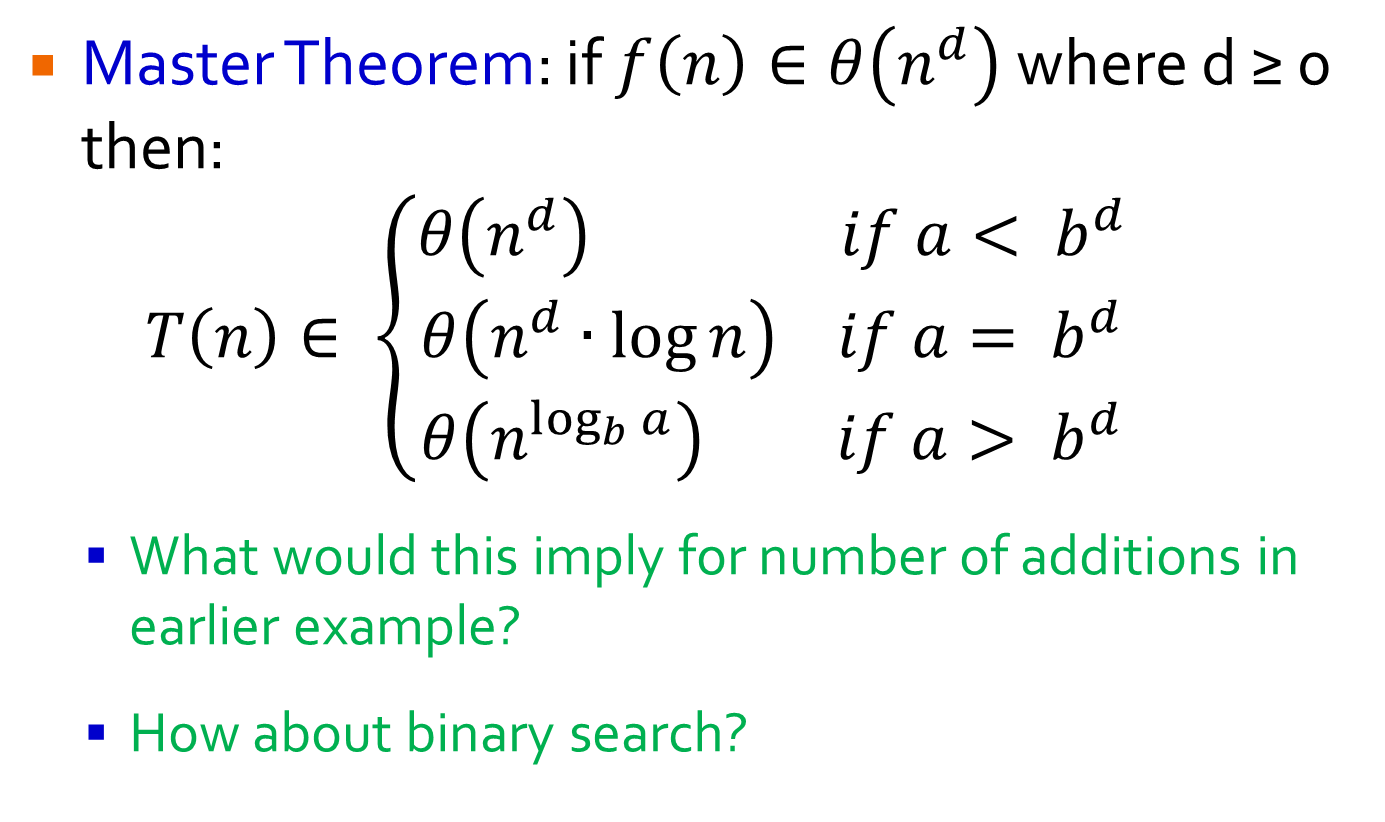 ▪ Master Theorem: if 𝑓(𝑛) ∈ 𝜃(𝑛^𝑑) where d ≥ 0
then:
𝜃(𝑛^𝑑) 𝑖𝑓 𝑎 < 𝑏^𝑑
𝑇(𝑛) ∈ { 𝜃(𝑛^𝑑 · log 𝑛) 𝑖𝑓 𝑎 = 𝑏^𝑑
𝜃(𝑛^(log_𝑏 𝑎)) 𝑖𝑓 𝑎 > 𝑏^𝑑
▪ What would this imply for number of additions in
earlier example?
▪ How about binary search?